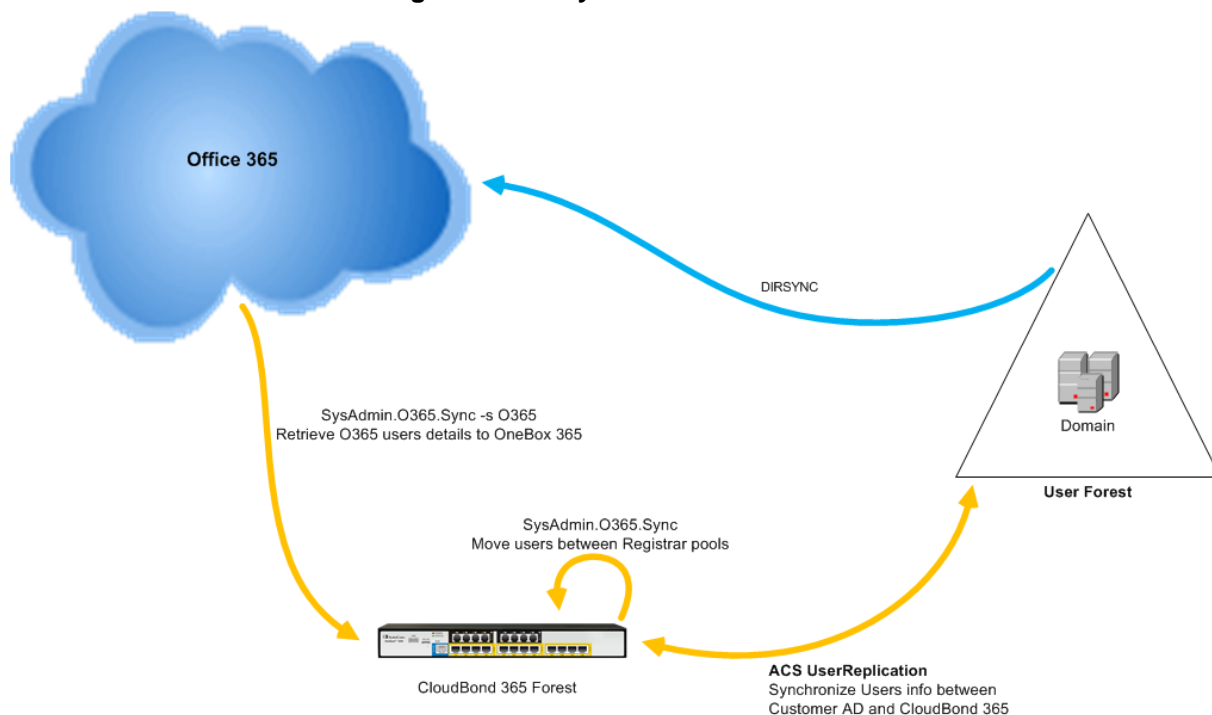 Office 365
DIRSYNC
SysAdmin.O365.Sync -s O365
Retrieve O365 users details to OneBox 365
Domain
User Forest
SysAdmin.O365.Sync
Move users between Registrar pools
CloudBond 365 Forest
ACS UserReplication
Synchronize Users info between
Customer AD and CloudBond 365